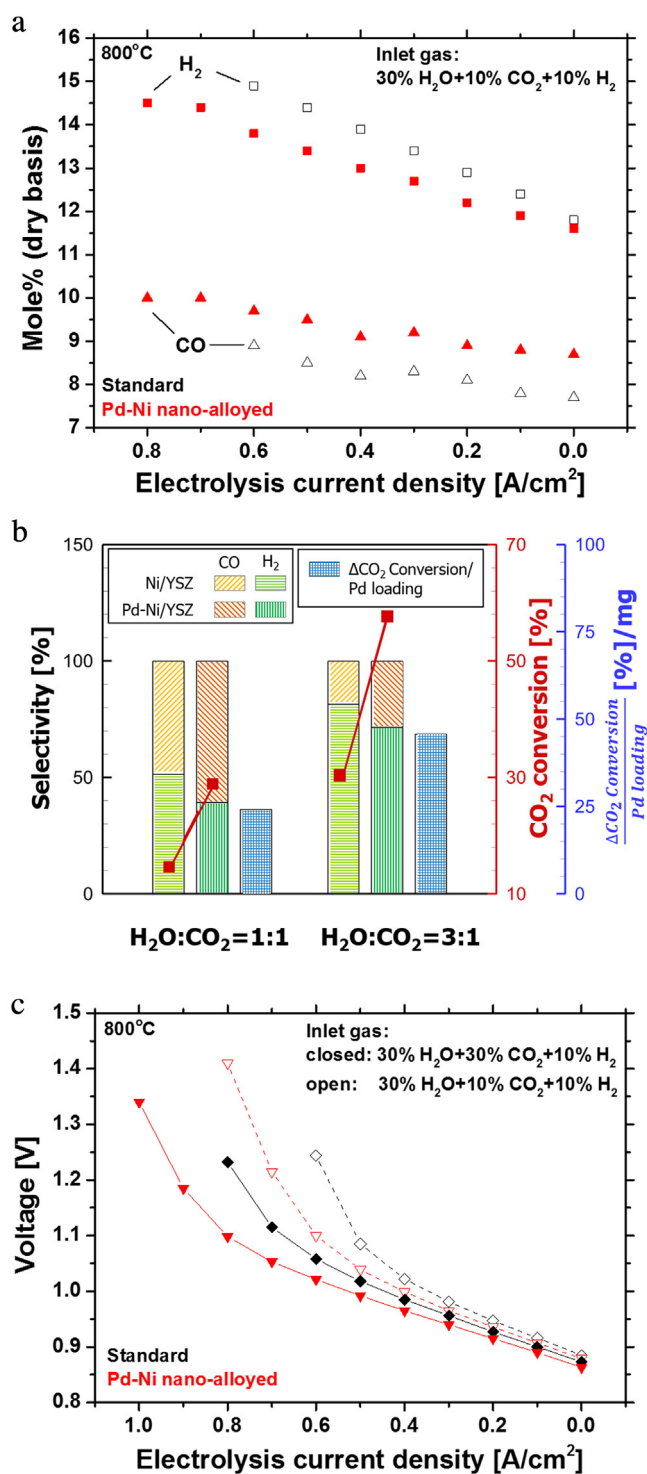 a
16
15
14
13
12
11
10
9
8
7
Mole% (dry basis)
800°C
H₂
Inlet gas:
30% H₂O+10% CO₂+10% H₂
CO
Standard
Pd-Ni nano-alloyed
0.8 0.6 0.4 0.2 0.0
Electrolysis current density [A/cm²]
b
150
100
50
0
Selectivity [%]
CO H₂
Ni/YSZ
Pd-Ni/YSZ
ΔCO₂ Conversion/
Pd loading
70
50
30
10
CO₂ conversion [%]
100
75
50
25
0
ΔCO₂ Conversion
Pd loading
[%]/mg
H₂O:CO₂=1:1 H₂O:CO₂=3:1
c
1.5
1.4
1.3
1.2
1.1
1.0
0.9
0.8
Voltage [V]
800°C
Inlet gas:
closed: 30% H₂O+30% CO₂+10% H₂
open: 30% H₂O+10% CO₂+10% H₂
Standard
Pd-Ni nano-alloyed
1.0 0.8 0.6 0.4 0.2 0.0
Electrolysis current density [A/cm²]